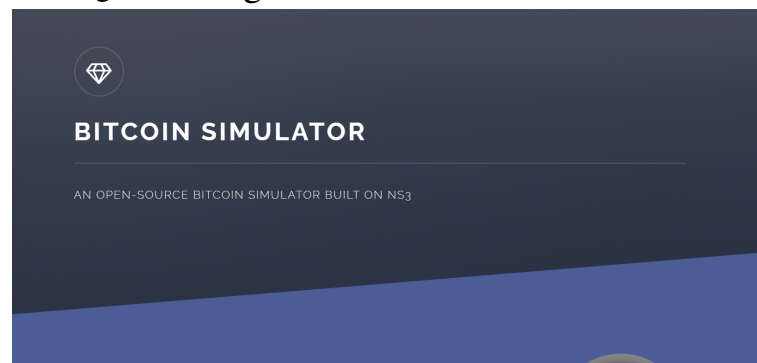 BITCOIN SIMULATOR
AN OPEN-SOURCE BITCOIN SIMULATOR BUILT ON NS3